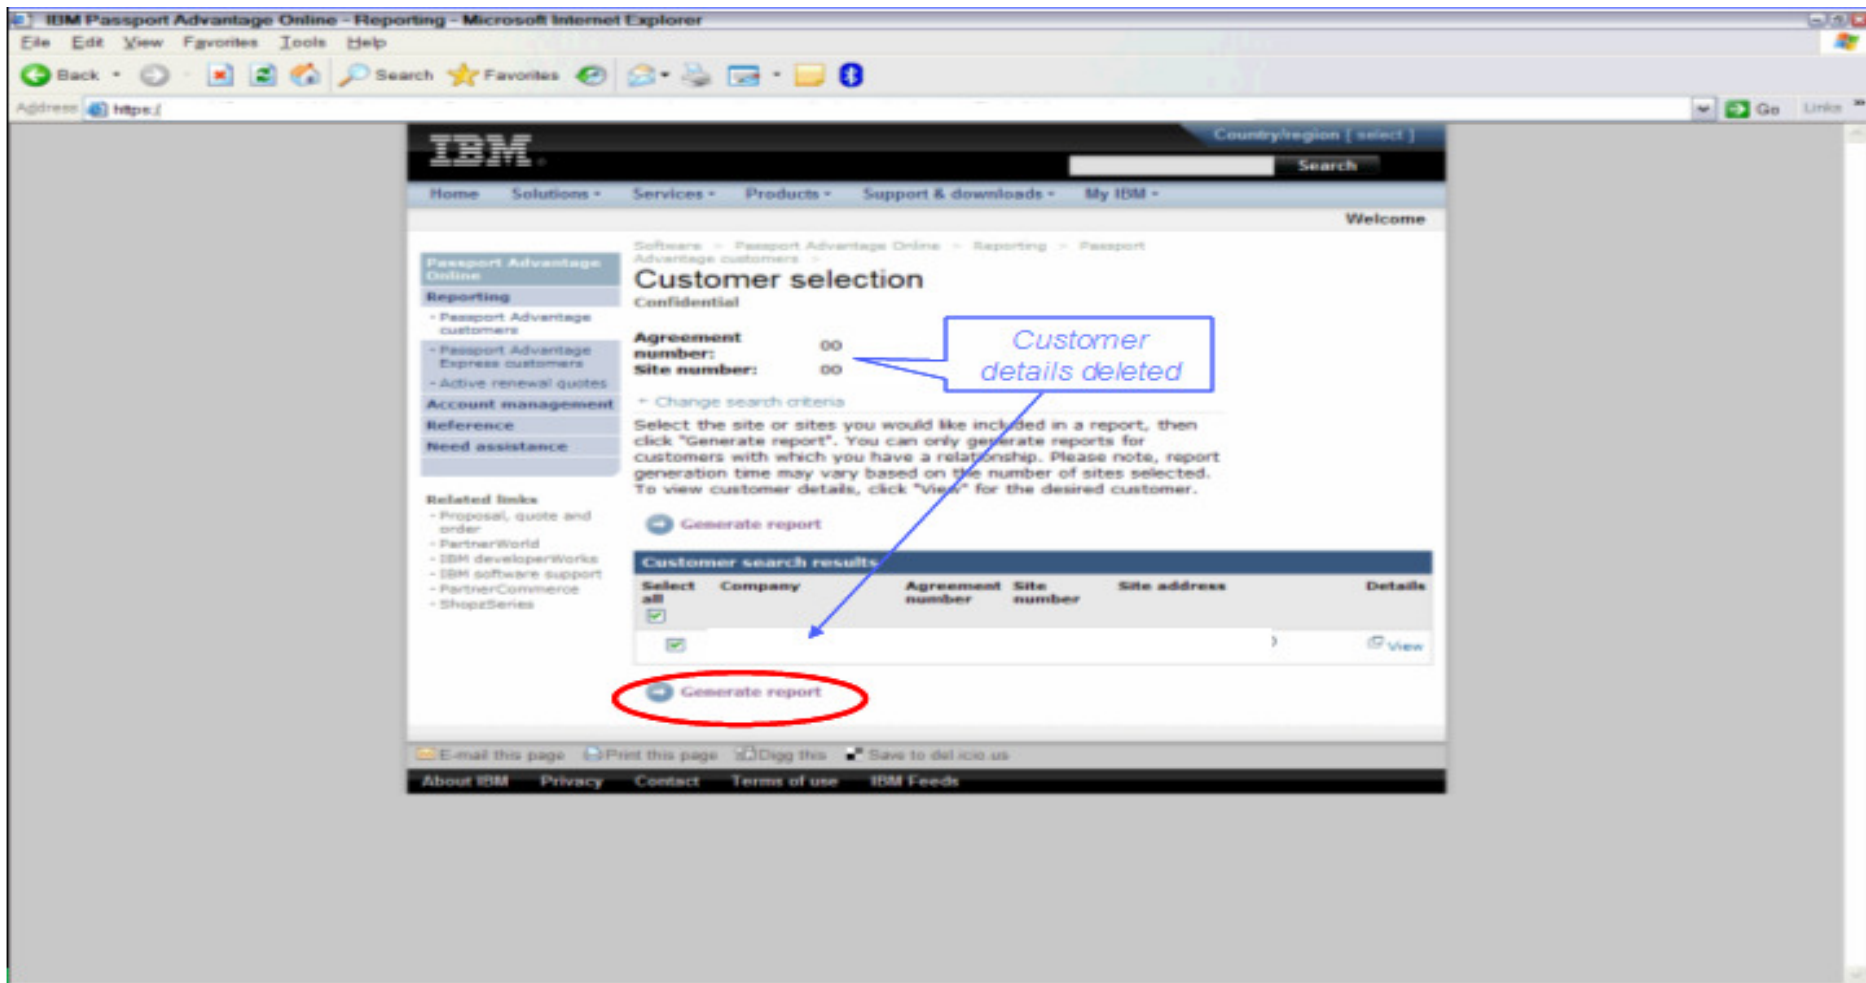 IBM Passport Advantage Online - Reporting - Microsoft Internet Explorer
File Edit View Favorites Tools Help
Back Search Favorites
Address https:/ Go Links
IBM
Country/region [ select ]
Search
Home Solutions Services Products Support & downloads My IBM
Welcome
Software > Passport Advantage Online > Reporting > Passport
Advantage customers >
Customer selection
Confidential
Agreement
number: 00
Site number: 00
Customer
details deleted
Change search criteria
Select the site or sites you would like included in a report, then
click "Generate report". You can only generate reports for
customers with which you have a relationship. Please note, report
generation time may vary based on the number of sites selected.
To view customer details, click "View" for the desired customer.
Generate report
Customer search results
Select
all
Company
Agreement
number
Site
number
Site address
Details
View
Generate report
Passport Advantage
Online
Reporting
- Passport Advantage
customers
- Passport Advantage
Express customers
- Active renewal quotes
Account management
Reference
Need assistance
Related links
- Proposal, quote and
order
- PartnerWorld
- IBM developerWorks
- IBM software support
- PartnerCommerce
- ShopzSeries
E-mail this page Print this page Digg this Save to del.icio.us
About IBM Privacy Contact Terms of use IBM Feeds